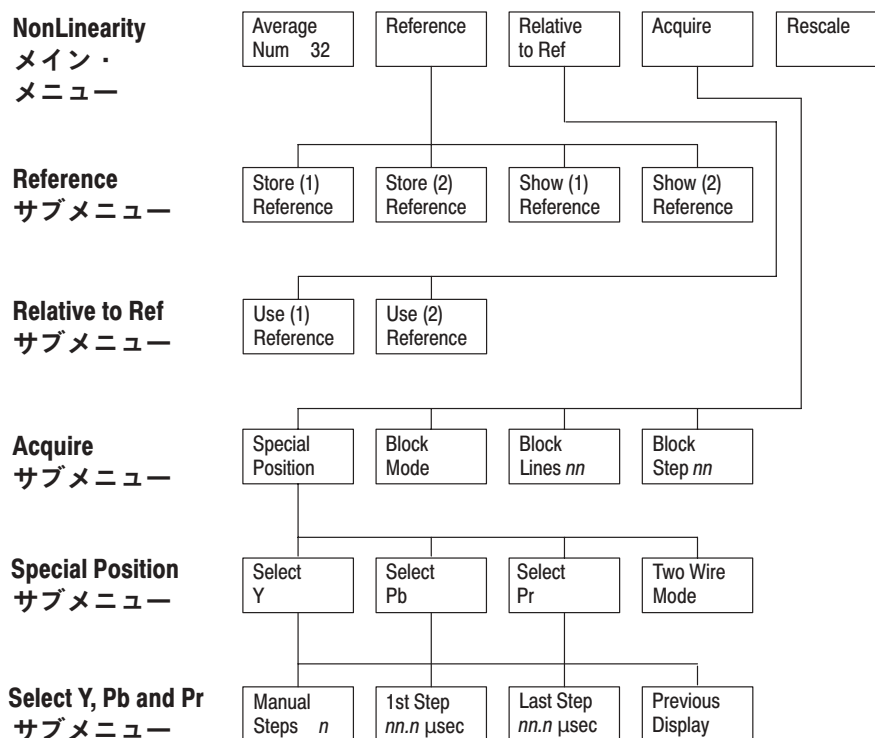 NonLinearity
メイン・
メニュー
Average
Num 32
Reference
Relative
to Ref
Acquire
Rescale
Reference
サブメニュー
Store (1)
Reference
Store (2)
Reference
Show (1)
Reference
Show (2)
Reference
Relative to Ref
サブメニュー
Use (1)
Reference
Use (2)
Reference
Acquire
サブメニュー
Special
Position
Block
Mode
Block
Lines nn
Block
Step nn
Special Position
サブメニュー
Select
Y
Select
Pb
Select
Pr
Two Wire
Mode
Select Y, Pb and Pr
サブメニュー
Manual
Steps n
1st Step
nn.n μsec
Last Step
nn.n μsec
Previous
Display